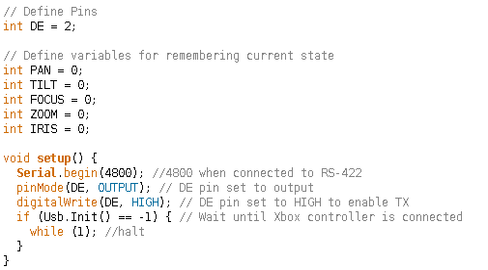 // Define Pins
int DE = 2;

// Define variables for remembering current state
int PAN = 0;
int TILT = 0;
int FOCUS = 0;
int ZOOM = 0;
int IRIS = 0;

void setup() {
  Serial.begin(4800); //4800 when connected to RS-422
  pinMode(DE, OUTPUT); // DE pin set to output
  digitalWrite(DE, HIGH); // DE pin set to HIGH to enable TX
  if (Usb.Init() == -1) { // Wait until Xbox controller is connected
    while (1); //halt
  }
}